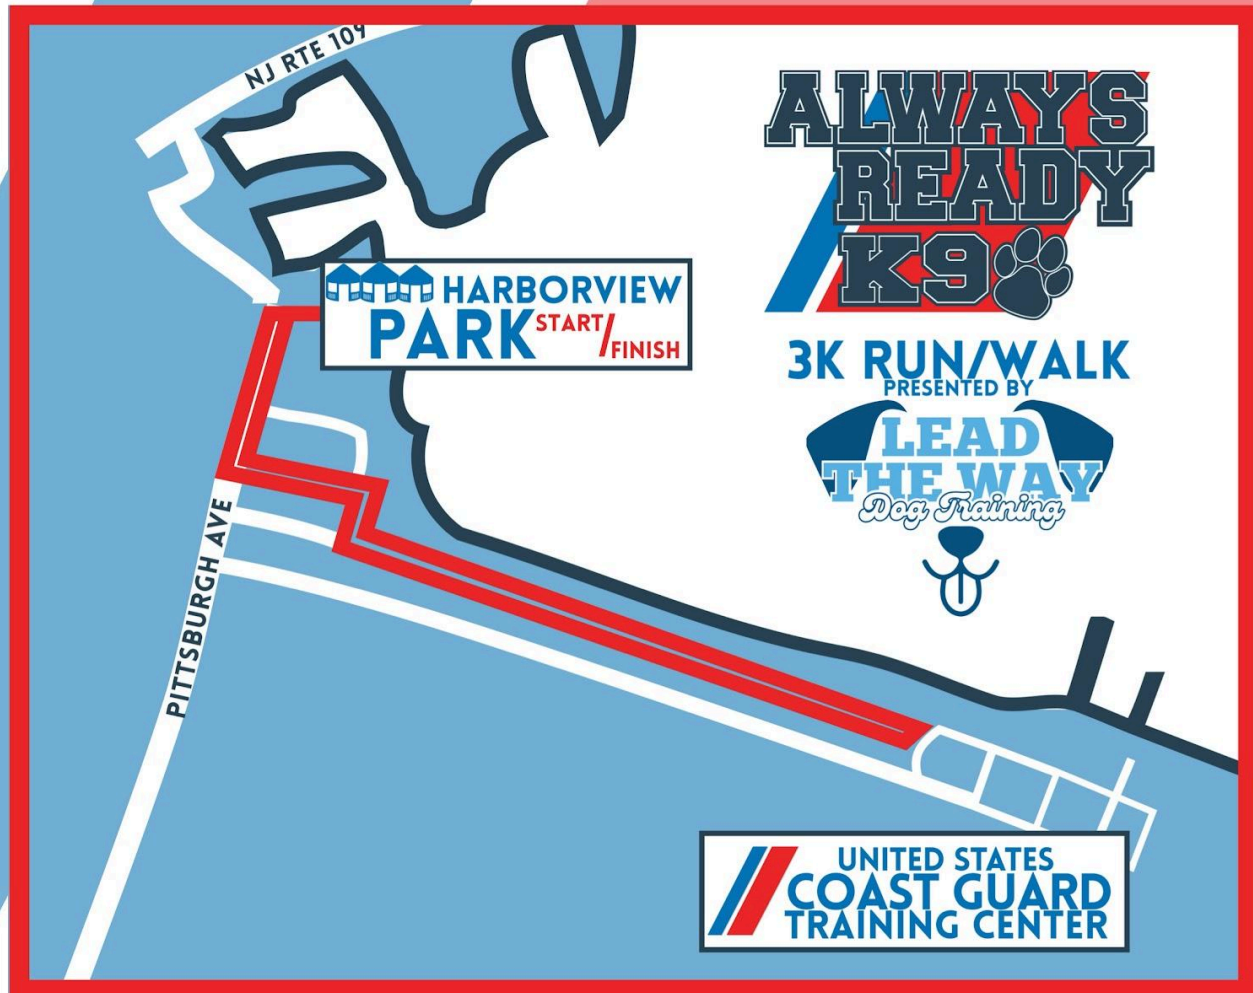 NJ RTE 109
ALWAYS
READY
K9
HARBORVIEW
PARK START/
FINISH
3K RUN/WALK
PRESENTED BY
LEAD
THE WAY
Dog Training
PITTSBURGH AVE
UNITED STATES
COAST GUARD
TRAINING CENTER